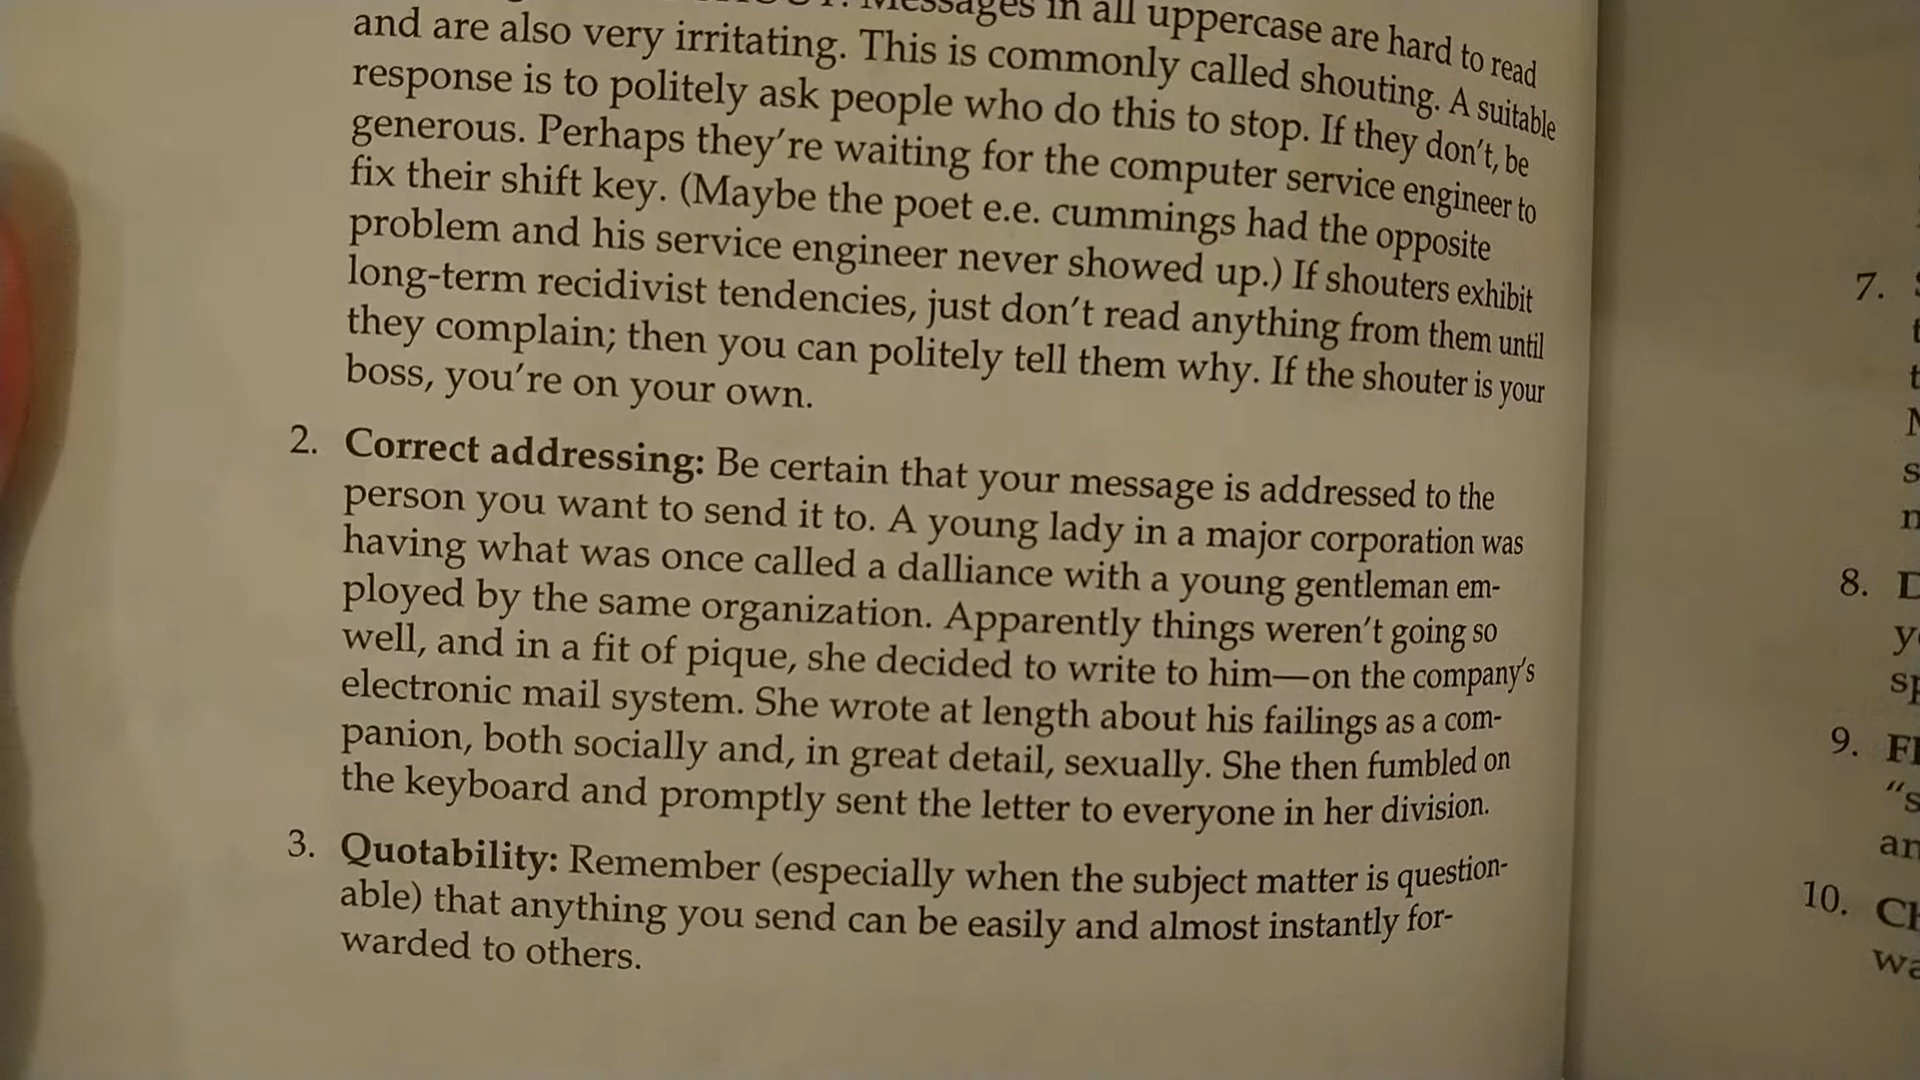 Messages in all uppercase are hard to read
and are also very irritating. This is commonly called shouting. A suitable
response is to politely ask people who do this to stop. If they don't, be
generous. Perhaps they're waiting for the computer service engineer to
fix their shift key. (Maybe the poet e.e. cummings had the opposite
problem and his service engineer never showed up.) If shouters exhibit
long-term recidivist tendencies, just don't read anything from them until
they complain; then you can politely tell them why. If the shouter is your
boss, you're on your own.
2. Correct addressing: Be certain that your message is addressed to the
person you want to send it to. A young lady in a major corporation was
having what was once called a dalliance with a young gentleman em-
ployed by the same organization. Apparently things weren't going so
well, and in a fit of pique, she decided to write to him—on the company's
electronic mail system. She wrote at length about his failings as a com-
panion, both socially and, in great detail, sexually. She then fumbled on
the keyboard and promptly sent the letter to everyone in her division.
3. Quotability: Remember (especially when the subject matter is question-
able) that anything you send can be easily and almost instantly for-
warded to others.
7.
8.
9.
10.